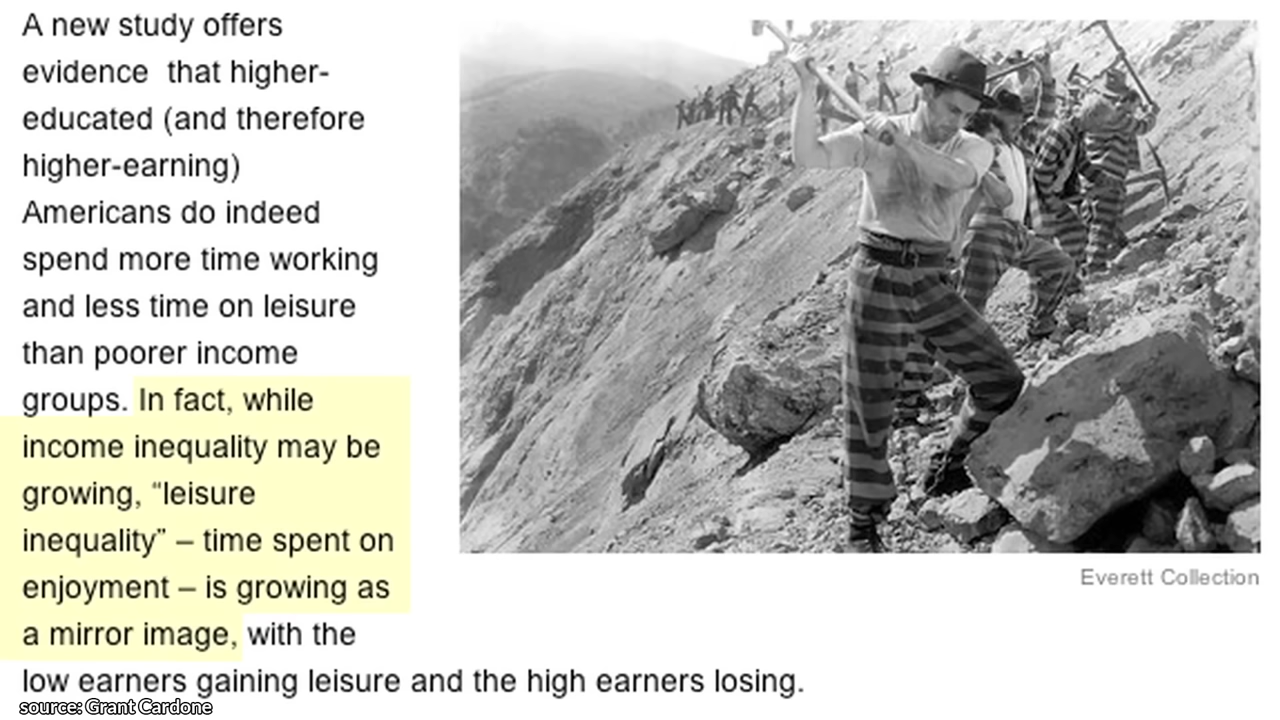 A new study offers
evidence  that higher-
educated (and therefore
higher-earning)
Americans do indeed
spend more time working
and less time on leisure
than poorer income
groups. In fact, while
income inequality may be
growing, “leisure
inequality” – time spent on
enjoyment – is growing as
a mirror image, with the
low earners gaining leisure and the high earners losing.
Everett Collection
source: Grant Cardone